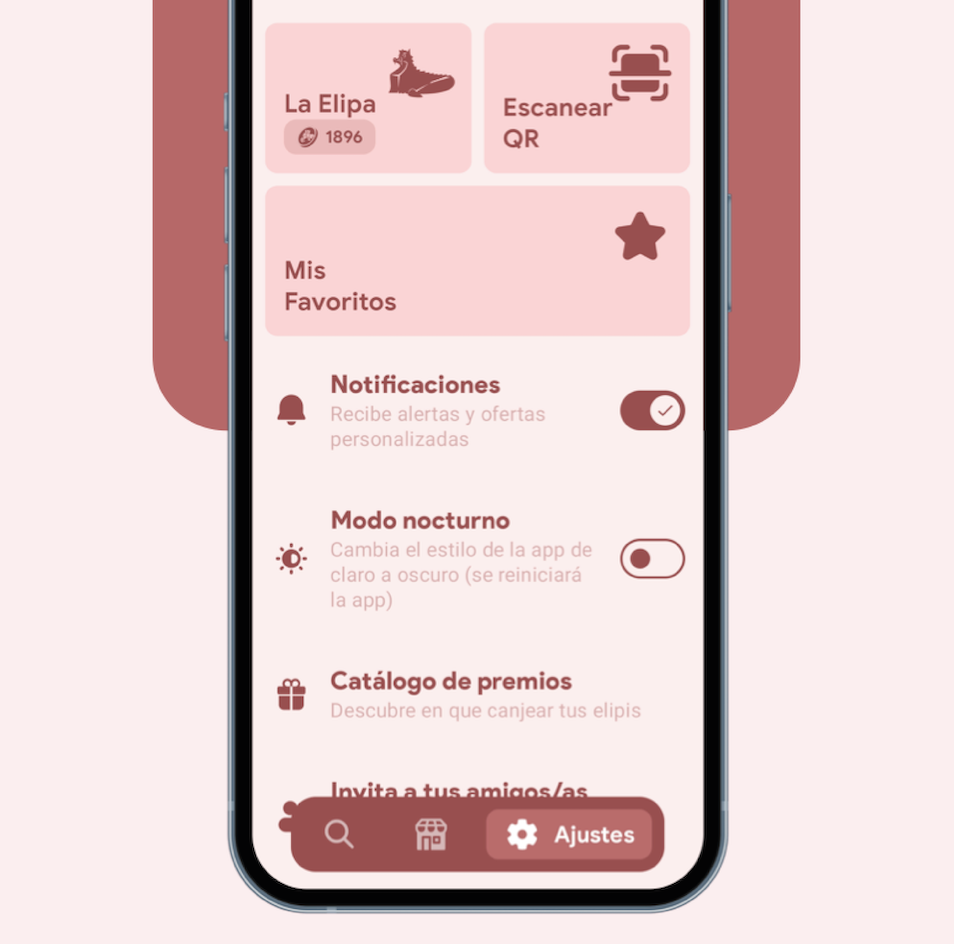 La Elipa
1896
Escanear
QR
Mis
Favoritos
Notificaciones
Recibe alertas y ofertas
personalizadas
Modo nocturno
Cambia el estilo de la app de
claro a oscuro (se reiniciará
la app)
Catálogo de premios
Descubre en que canjear tus elipis
Invita a tus amigos/as
Ajustes